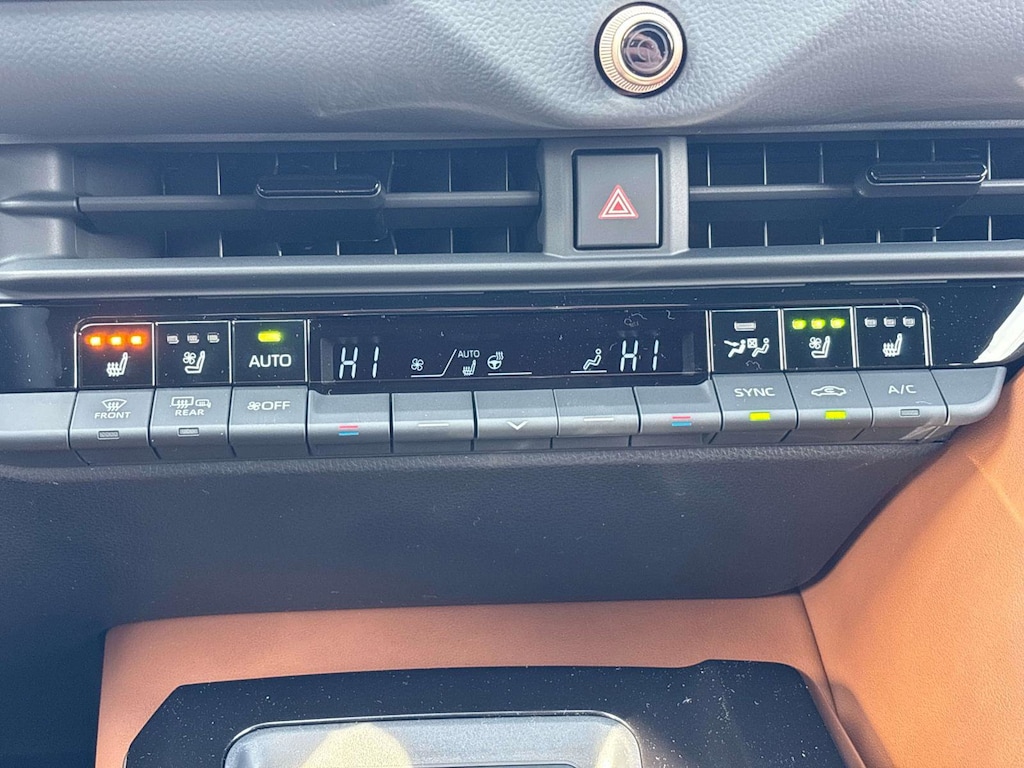 AUTO
HI
AUTO
HI
FRONT
REAR
OFF
SYNC
A/C